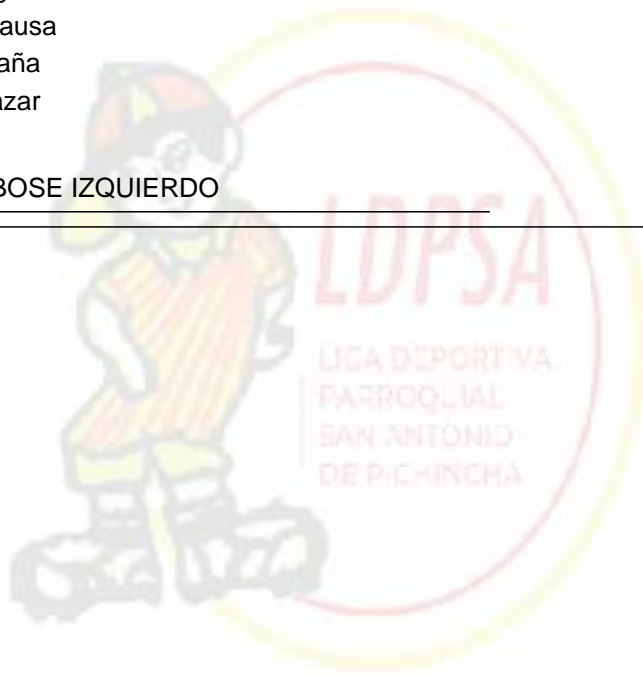 ausa
aña
azar
BOSE IZQUIERDO
LDPSA
LIGA DEPORTIVA
PARROQUIAL
SAN ANTONIO
DE PICHINCHA